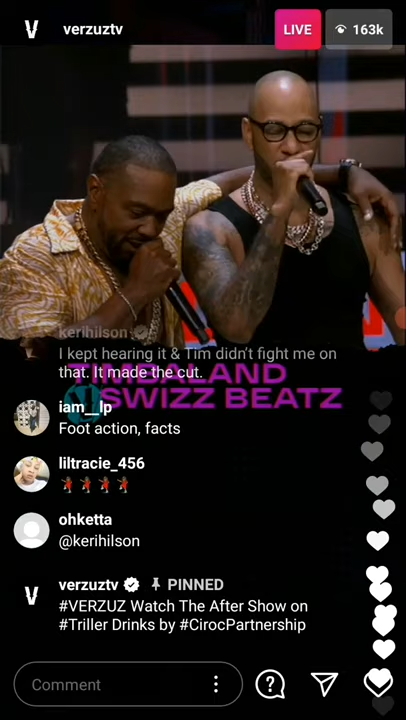 verzuztv
LIVE
163k
kerihilson
I kept hearing it & Tim didn't fight me on
that. It made the cut.
TIMBALAND
SWIZZ BEATZ
iam__lp
Foot action, facts
liltracie_456
ohketta
@kerihilson
verzuztv PINNED
#VERZUZ Watch The After Show on
#Triller Drinks by #CirocPartnership
Comment